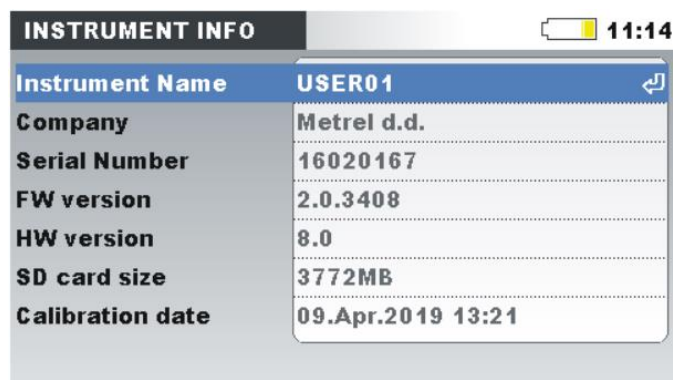 INSTRUMENT INFO 11:14
Instrument Name USER01
Company Metrel d.d.
Serial Number 16020167
FW version 2.0.3408
HW version 8.0
SD card size 3772MB
Calibration date 09.Apr.2019 13:21